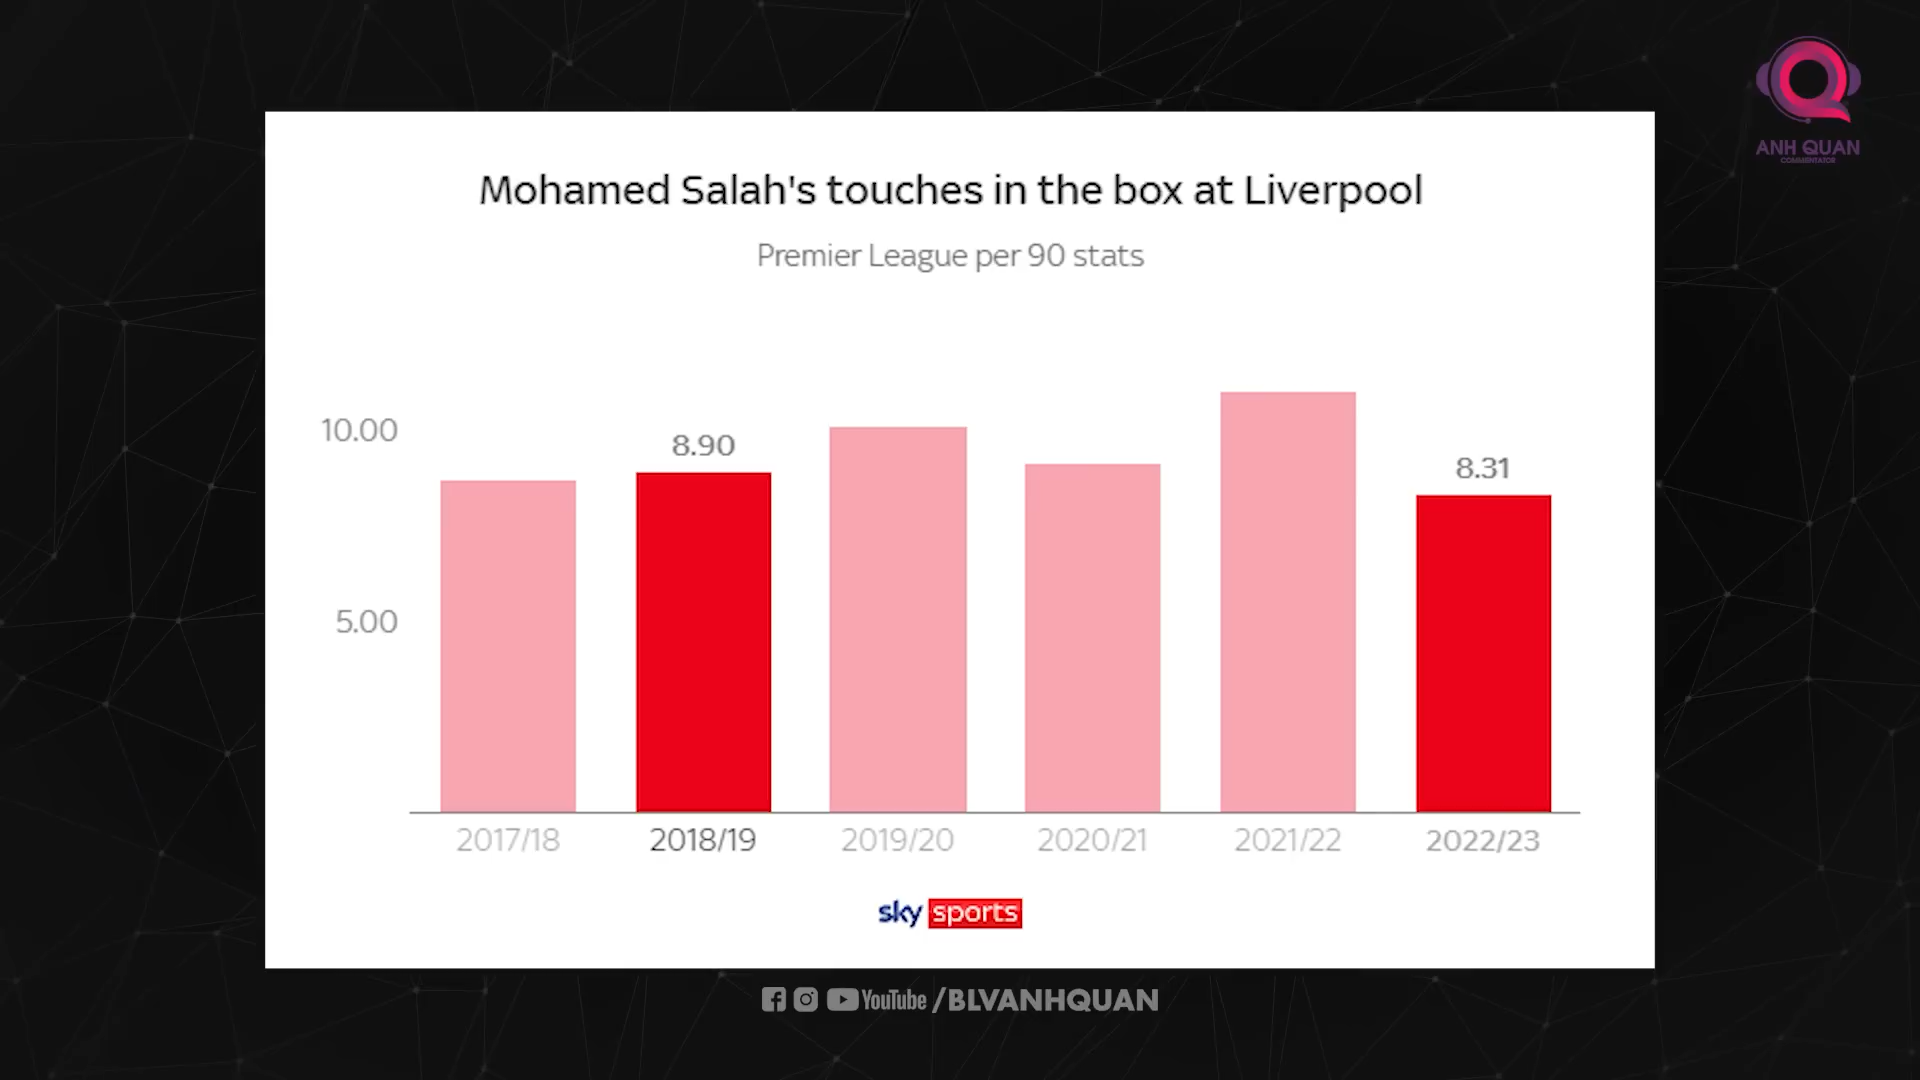 ANH QUAN
COMMENTATOR
Mohamed Salah's touches in the box at Liverpool
Premier League per 90 stats
10.00
5.00
8.90
8.31
2017/18
2018/19
2019/20
2020/21
2021/22
2022/23
sky sports
YouTube /BLVANHQUAN